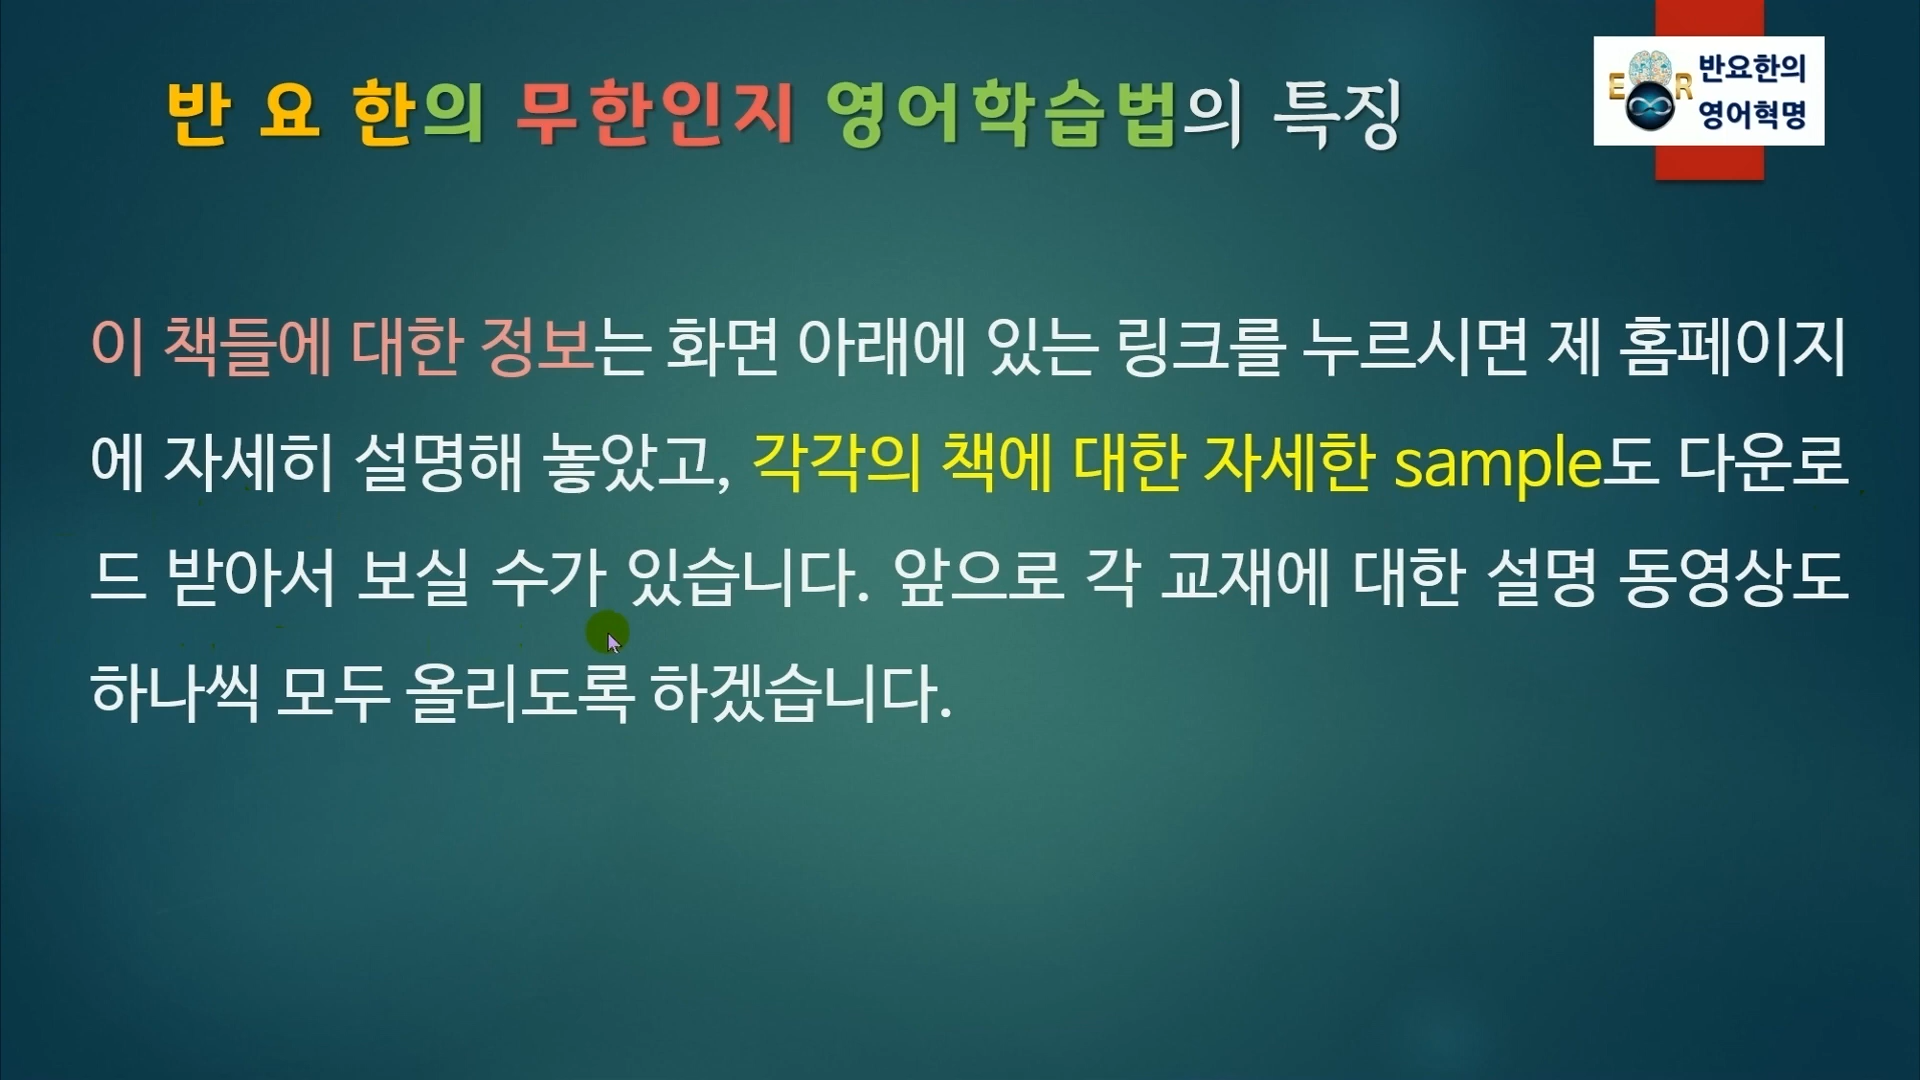 반 요 한의 무한인지 영어학습법의 특징
E R 반요한의
영어혁명
이 책들에 대한 정보는 화면 아래에 있는 링크를 누르시면 제 홈페이지
에 자세히 설명해 놓았고, 각각의 책에 대한 자세한 sample도 다운로
드 받아서 보실 수가 있습니다. 앞으로 각 교재에 대한 설명 동영상도
하나씩 모두 올리도록 하겠습니다.